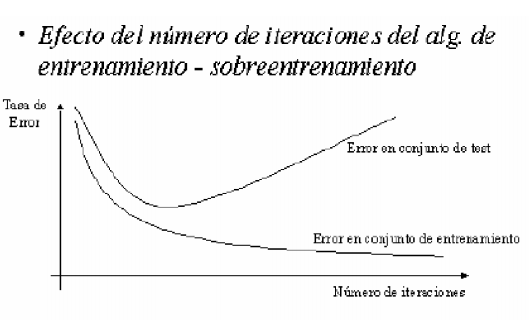 • Efecto del número de iteraciones del alg. de
entrenamiento - sobreentrenamiento
Tasa de
Error
Error en conjunto de test
Error en conjunto de entrenamiento
Número de iteraciones